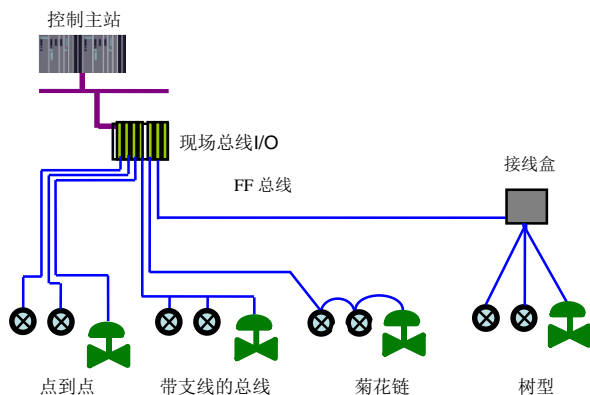 控制主站
现场总线I/O
接线盒
FF 总线
点到点
带支线的总线
菊花链
树型